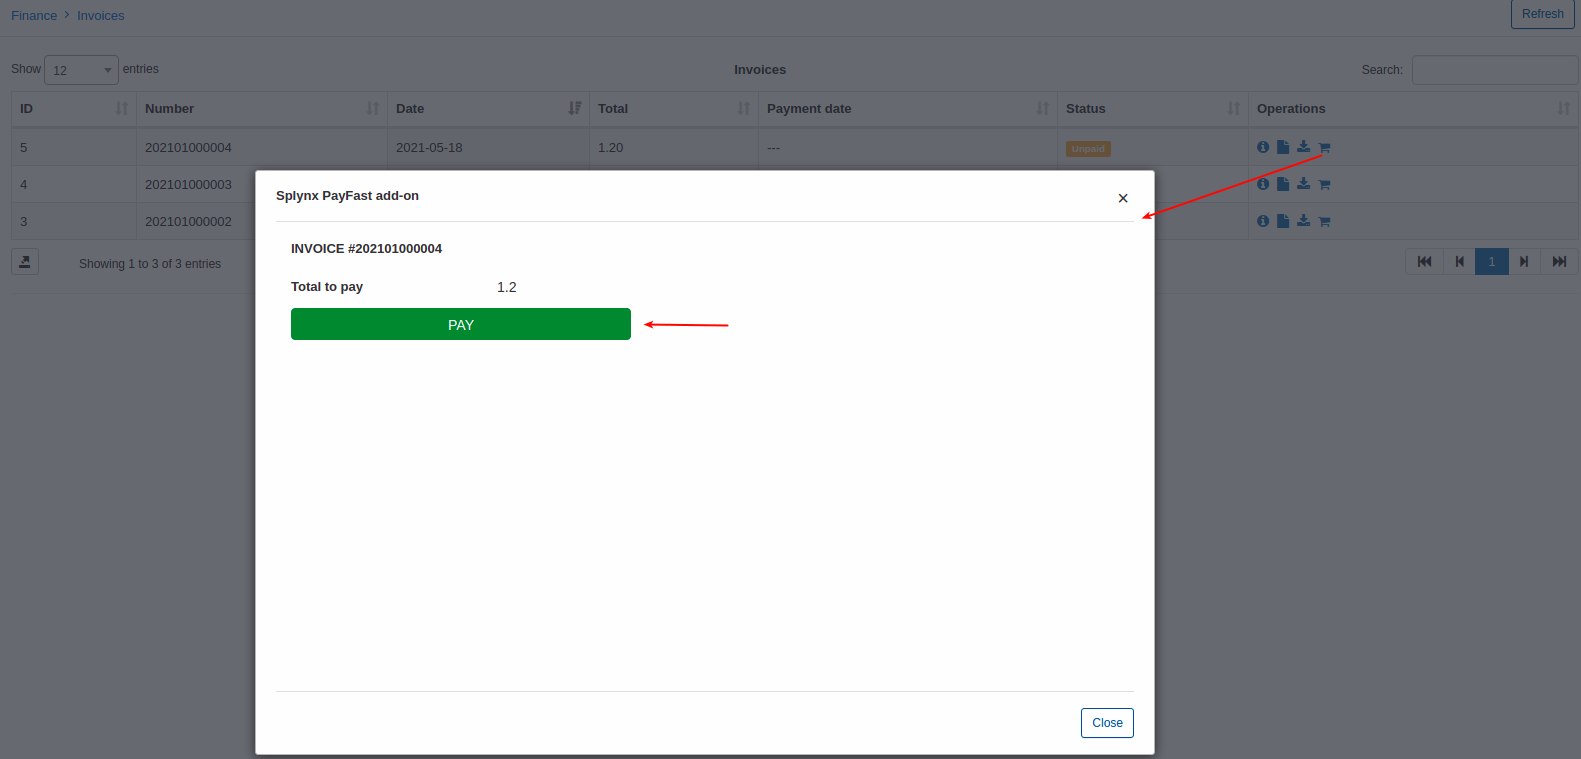 Finance > Invoices
Refresh
Show 12 entries
Invoices
Search:
ID Number Date Total Payment date Status Operations
5 202101000004 2021-05-18 1.20 --- Unpaid
4 202101000003
3 202101000002
Showing 1 to 3 of 3 entries
1
Splynx PayFast add-on
×
INVOICE #202101000004
Total to pay 1.2
PAY
Close